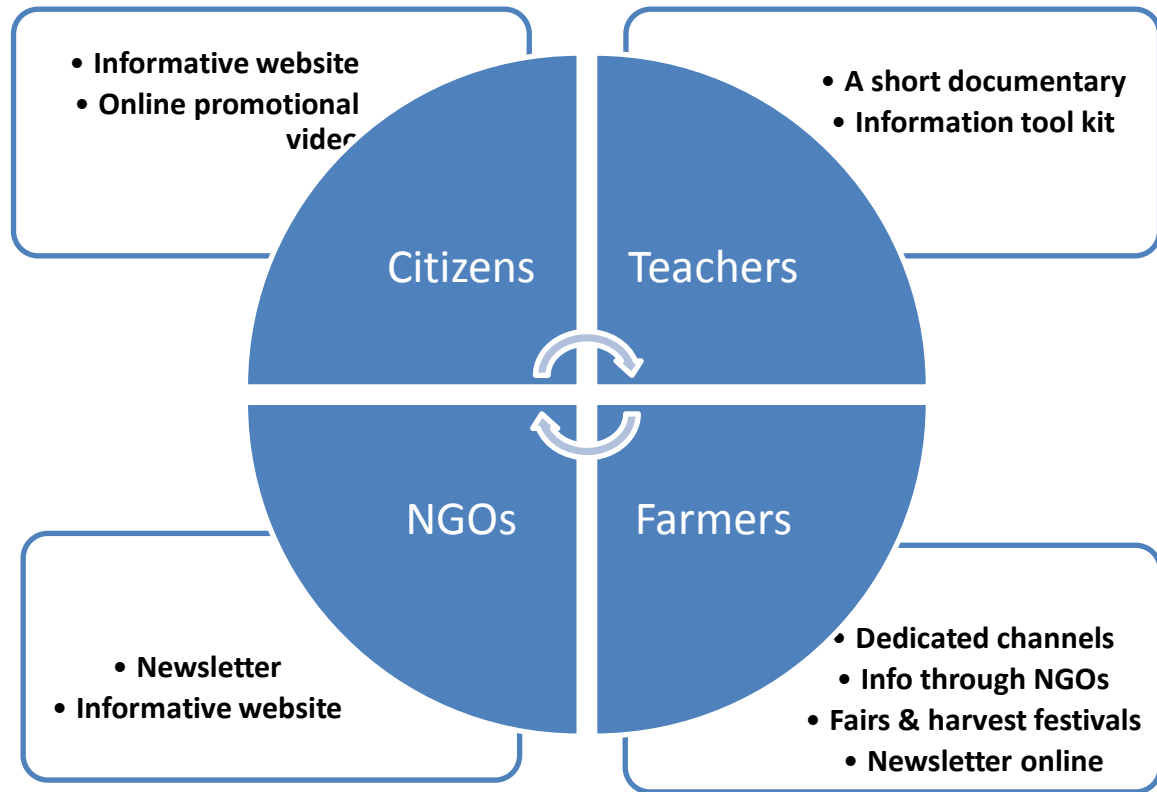 • Informative website
• Online promotional
video
• A short documentary
• Information tool kit
Citizens
Teachers
NGOs
Farmers
• Newsletter
• Informative website
• Dedicated channels
• Info through NGOs
• Fairs & harvest festivals
• Newsletter online